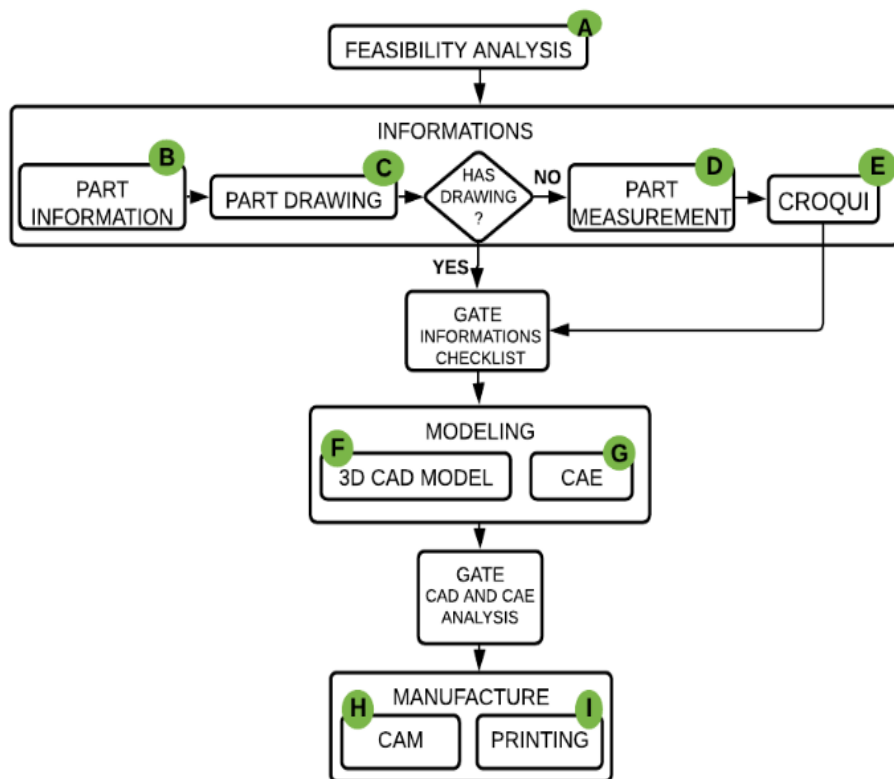 A
FEASIBILITY ANALYSIS
INFORMATIONS
B
PART
INFORMATION
C
PART DRAWING
HAS
DRAWING
?
NO
D
PART
MEASUREMENT
E
CROQUI
YES
GATE
INFORMATIONS
CHECKLIST
MODELING
F
3D CAD MODEL
G
CAE
GATE
CAD AND CAE
ANALYSIS
MANUFACTURE
H
CAM
I
PRINTING